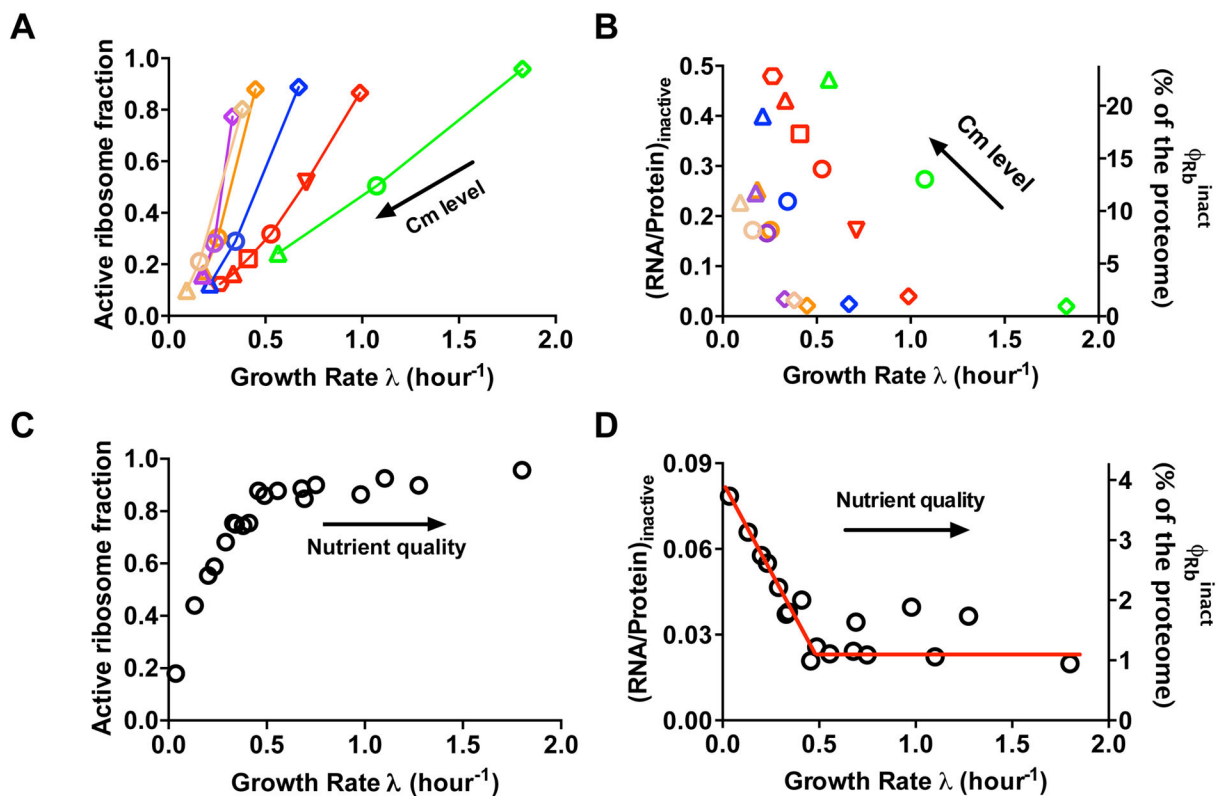 A
Active ribosome fraction
1.0
0.8
0.6
0.4
0.2
0.0
Cm level
0.0 0.5 1.0 1.5 2.0
Growth Rate λ (hour-1)
B
(RNA/Protein)inactive
0.5
0.4
0.3
0.2
0.1
0.0
Cm level
20
15
10
5
0
ϕRb inact
(% of the proteome)
0.0 0.5 1.0 1.5 2.0
Growth Rate λ (hour-1)
C
Active ribosome fraction
1.0
0.8
0.6
0.4
0.2
0.0
Nutrient quality
0.0 0.5 1.0 1.5 2.0
Growth Rate λ (hour-1)
D
(RNA/Protein)inactive
0.09
0.06
0.03
0.00
Nutrient quality
4
3
2
1
0
ϕRb inact
(% of the proteome)
0.0 0.5 1.0 1.5 2.0
Growth Rate λ (hour-1)